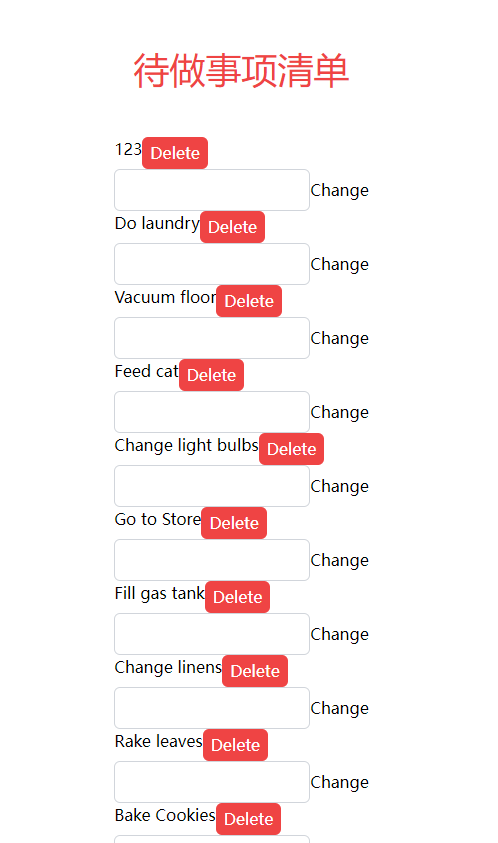 待做事项清单
123 Delete
Change
Do laundry Delete
Change
Vacuum floor Delete
Change
Feed cat Delete
Change
Change light bulbs Delete
Change
Go to Store Delete
Change
Fill gas tank Delete
Change
Change linens Delete
Change
Rake leaves Delete
Change
Bake Cookies Delete